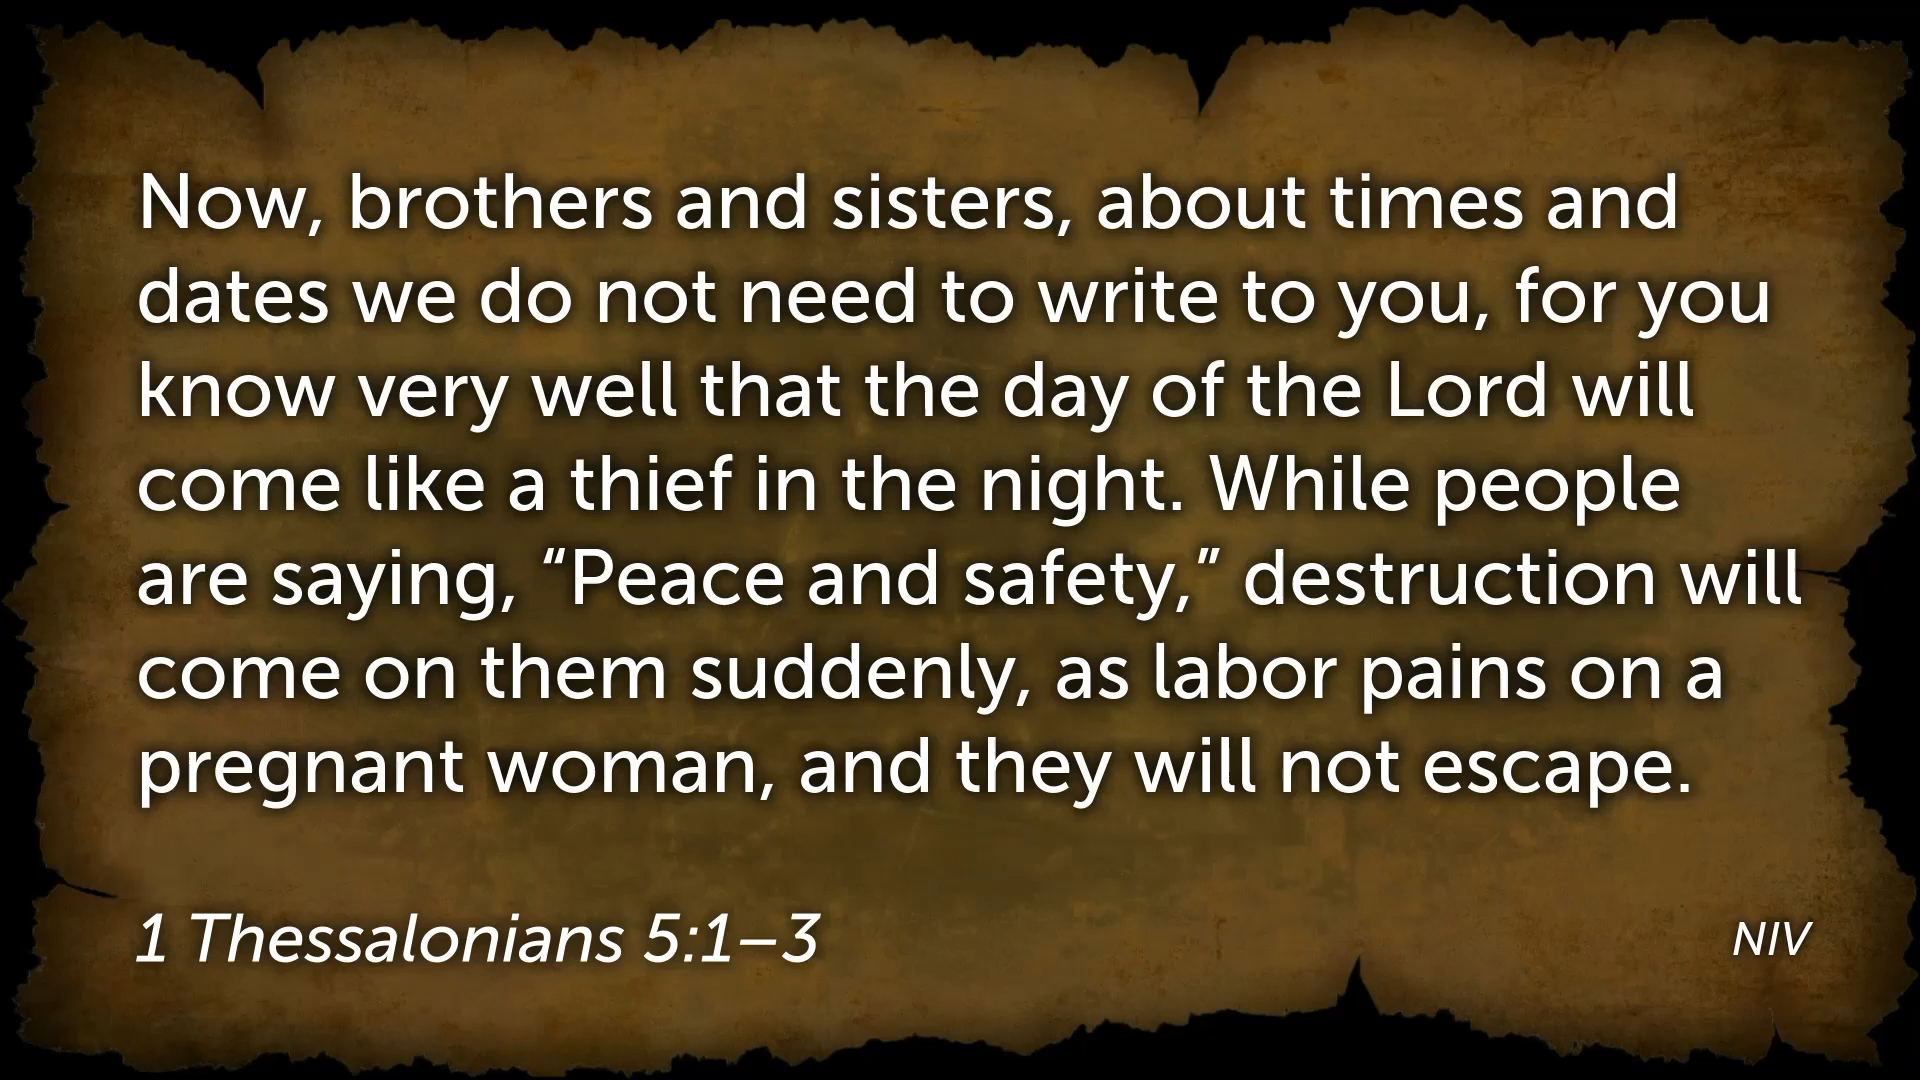 Now, brothers and sisters, about times and
dates we do not need to write to you, for you
know very well that the day of the Lord will
come like a thief in the night. While people
are saying, “Peace and safety,” destruction will
come on them suddenly, as labor pains on a
pregnant woman, and they will not escape.
1 Thessalonians 5:1–3
NIV